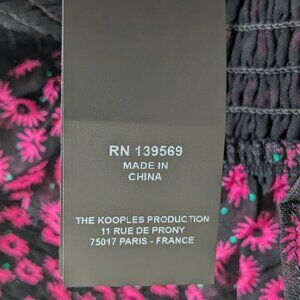 RN 139569
MADE IN
CHINA
THE KOOPLES PRODUCTION
11 RUE DE PRONY
75017 PARIS - FRANCE